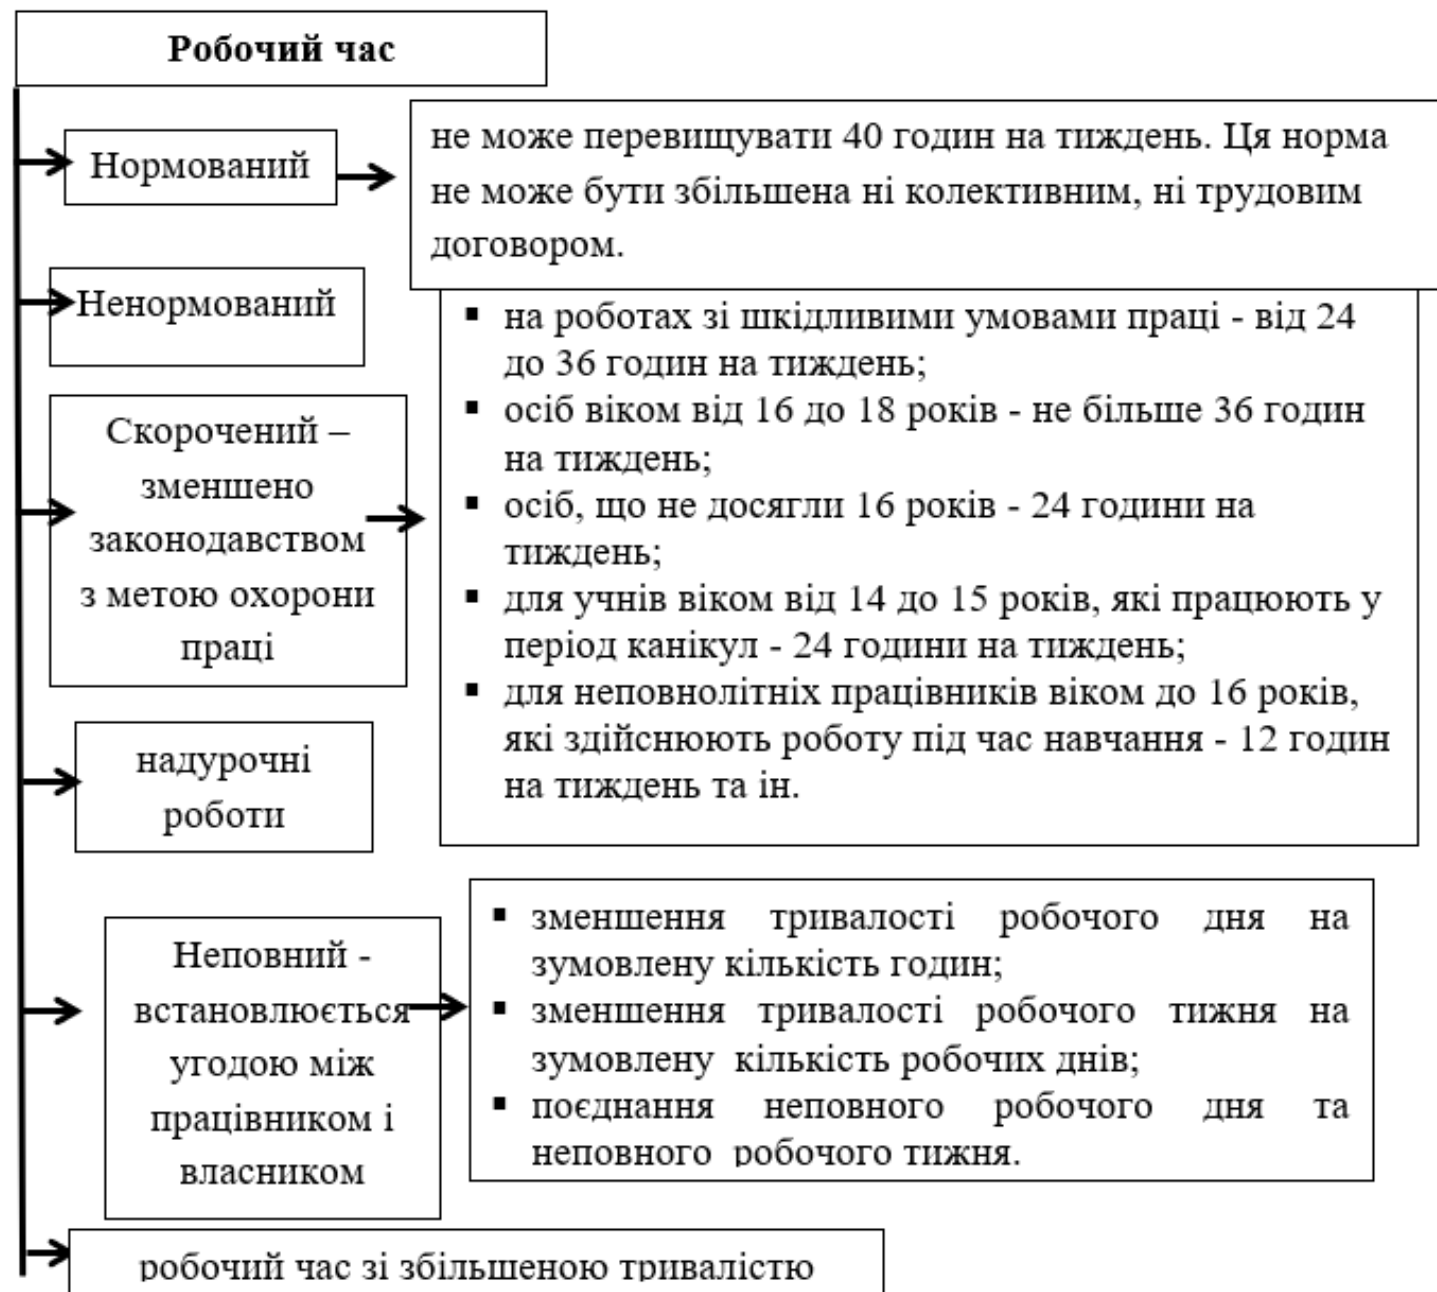 Робочий час
Нормований
не може перевищувати 40 годин на тиждень. Ця норма
не може бути збільшена ні колективним, ні трудовим
договором.
Ненормований
Скорочений –
зменшено
законодавством
з метою охорони
праці
▪ на роботах зі шкідливими умовами праці - від 24
до 36 годин на тиждень;
▪ осіб віком від 16 до 18 років - не більше 36 годин
на тиждень;
▪ осіб, що не досягли 16 років - 24 години на
тиждень;
▪ для учнів віком від 14 до 15 років, які працюють у
період канікул - 24 години на тиждень;
▪ для неповнолітніх працівників віком до 16 років,
які здійснюють роботу під час навчання - 12 годин
на тиждень та ін.
надурочні
роботи
Неповний -
встановлюється
угодою між
працівником і
власником
▪ зменшення тривалості робочого дня на
зумовлену кількість годин;
▪ зменшення тривалості робочого тижня на
зумовлену кількість робочих днів;
▪ поєднання неповного робочого дня та
неповного робочого тижня.
робочий час зі збільшеною тривалістю